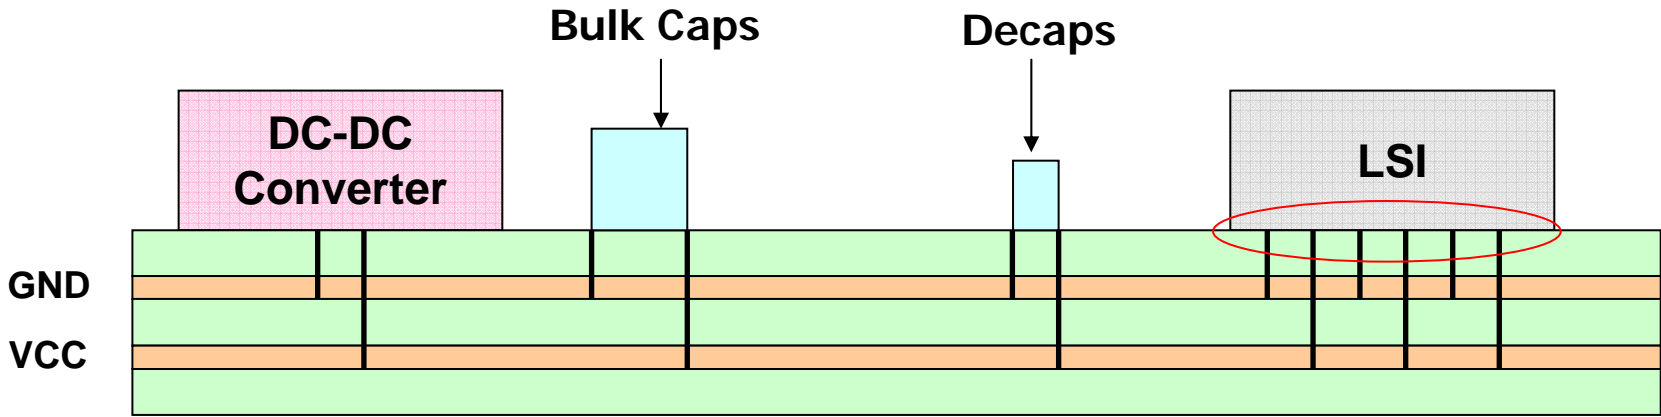 Bulk Caps
Decaps
DC-DC
Converter
LSI
GND
VCC